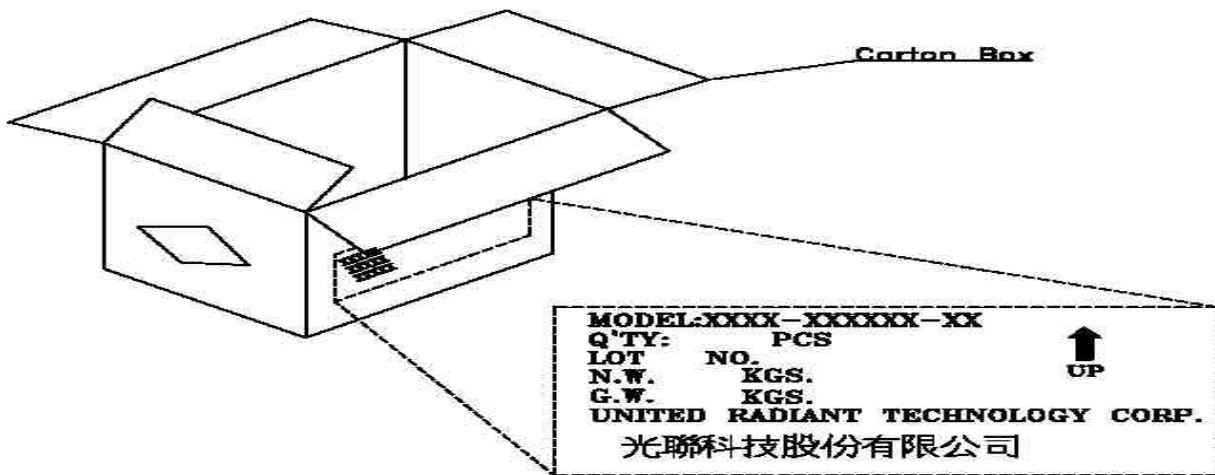 Carton Box
MODEL:XXXX-XXXXXX-XX
Q'TY: PCS
LOT NO.
N.W. KGS.
G.W. KGS.
UP
UNITED RADIANT TECHNOLOGY CORP.
光聯科技股份有限公司